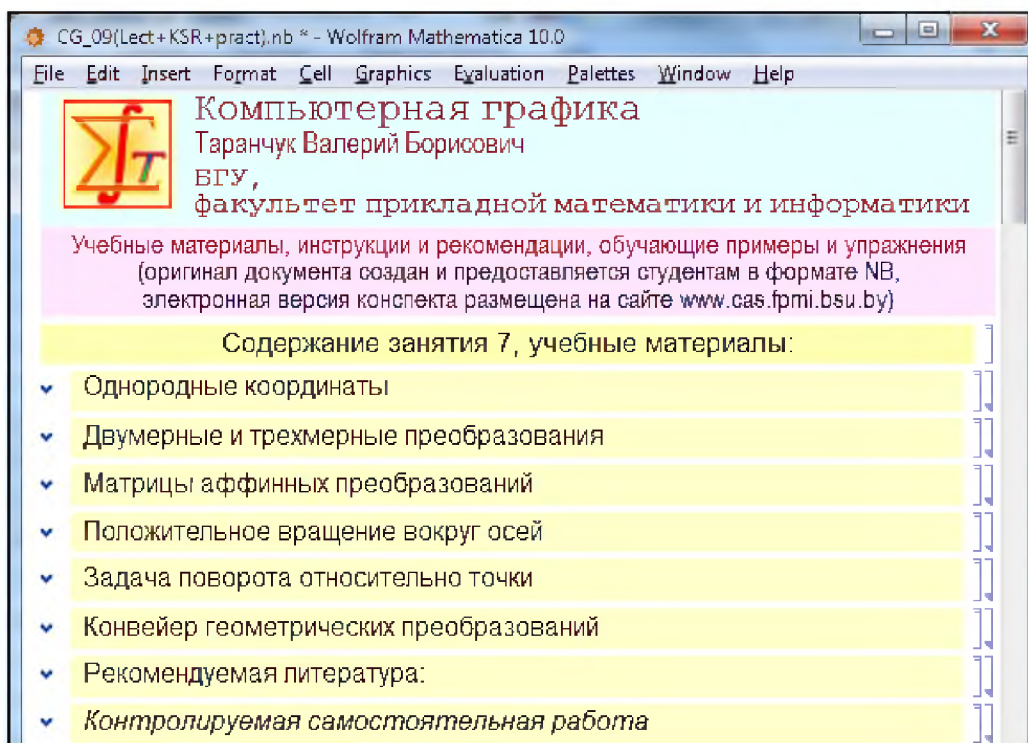 CG_09(Lect+KSR+pract).nb * - Wolfram Mathematica 10.0
File Edit Insert Format Cell Graphics Evaluation Palettes Window Help
Компьютерная графика
Таранчук Валерий Борисович
БГУ,
факультет прикладной математики и информатики
Учебные материалы, инструкции и рекомендации, обучающие примеры и упражнения
(оригинал документа создан и предоставляется студентам в формате NB,
электронная версия конспекта размещена на сайте www.cas.fpmi.bsu.by)
Содержание занятия 7, учебные материалы:
Однородные координаты
Двумерные и трехмерные преобразования
Матрицы аффинных преобразований
Положительное вращение вокруг осей
Задача поворота относительно точки
Конвейер геометрических преобразований
Рекомендуемая литература:
Контролируемая самостоятельная работа